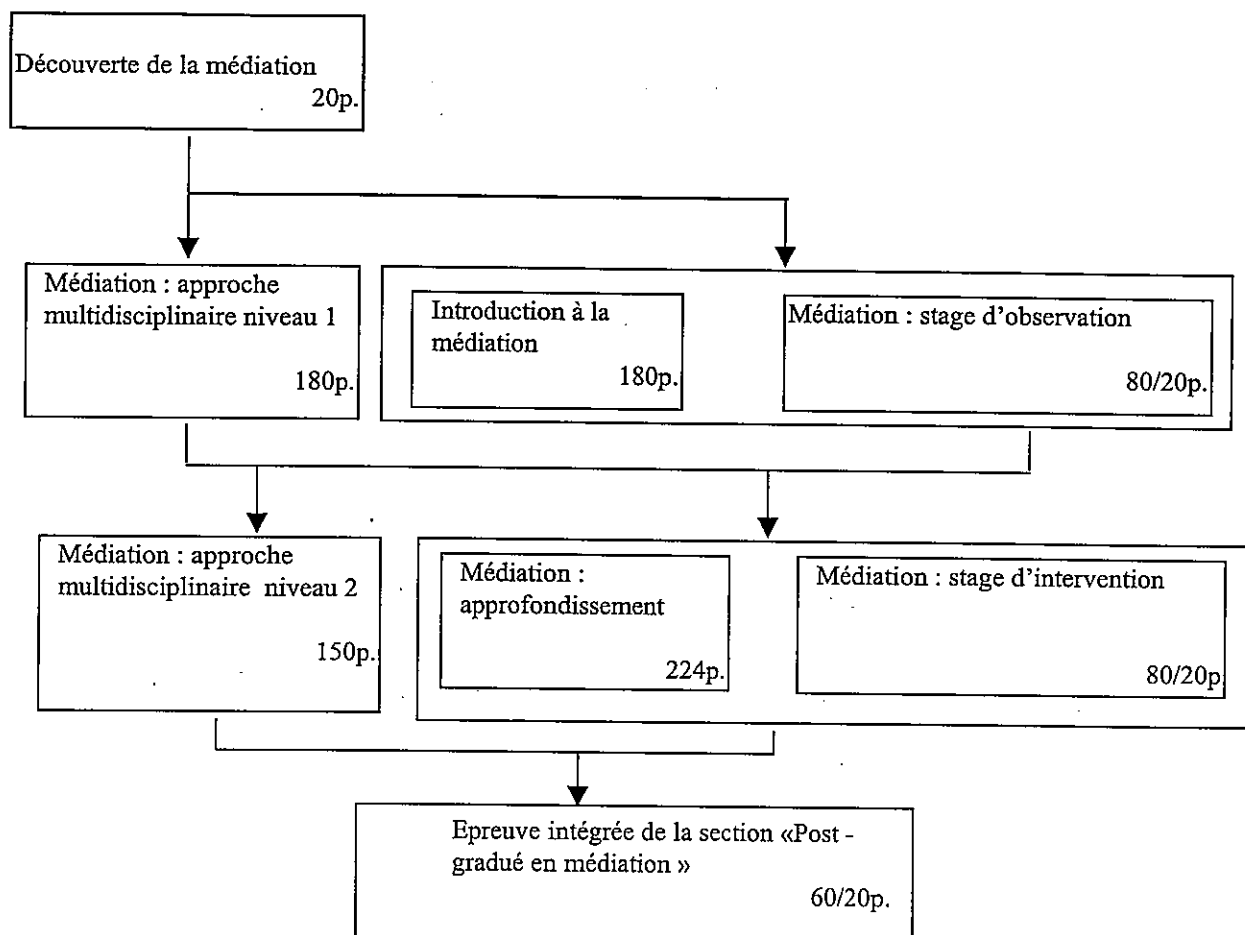 Découverte de la médiation
20p.
Médiation : approche
multidisciplinaire niveau 1
180p.
Introduction à la
médiation
180p.
Médiation : stage d’observation
80/20p.
Médiation : approche
multidisciplinaire niveau 2
150p.
Médiation :
approfondissement
224p.
Médiation : stage d’intervention
80/20p.
Epreuve intégrée de la section «Post -
gradué en médiation »
60/20p.